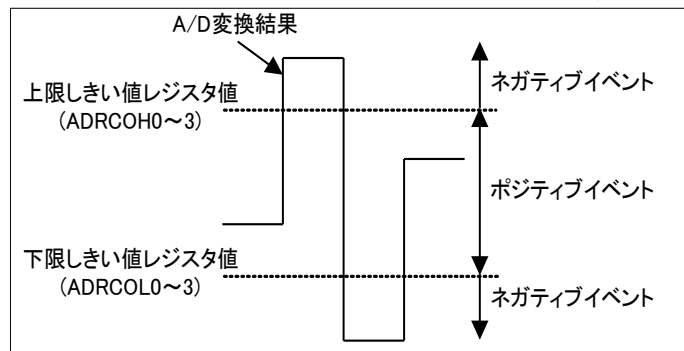 A/D変換結果
ネガティブイベント
上限しきい値レジスタ値
(ADRCOH0～3)
ポジティブイベント
下限しきい値レジスタ値
(ADRCOL0～3)
ネガティブイベント